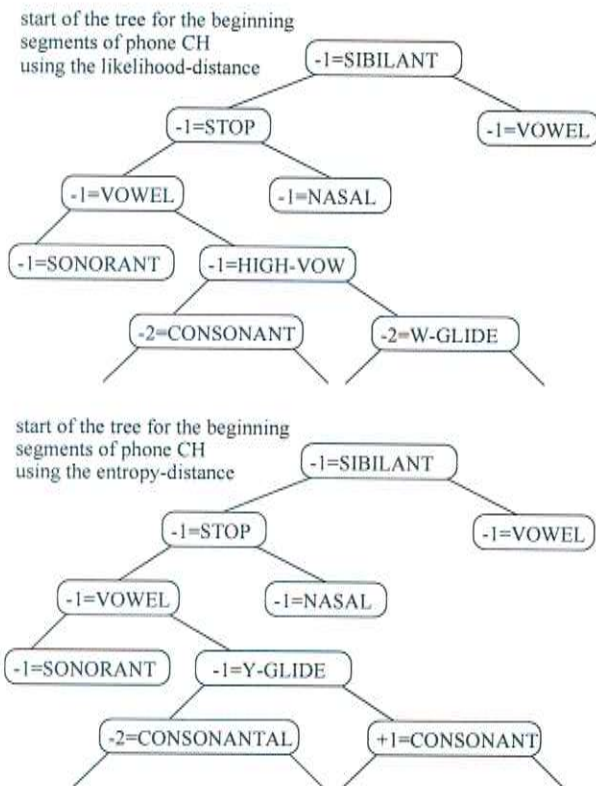 start of the tree for the beginning
segments of phone CH
using the likelihood-distance
-1=SIBILANT
-1=STOP
-1=VOWEL
-1=VOWEL
-1=NASAL
-1=SONORANT
-1=HIGH-VOW
-2=CONSONANT
-2=W-GLIDE
start of the tree for the beginning
segments of phone CH
using the entropy-distance
-1=SIBILANT
-1=STOP
-1=VOWEL
-1=VOWEL
-1=NASAL
-1=SONORANT
-1=Y-GLIDE
-2=CONSONANTAL
+1=CONSONANT